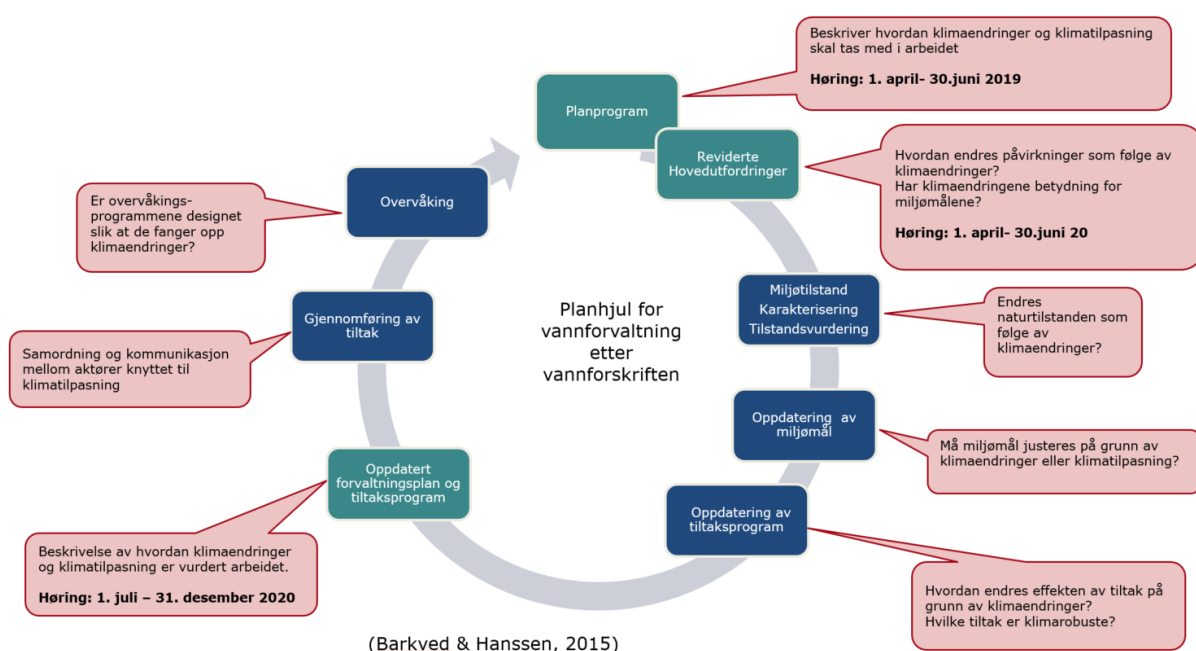 Beskriver hvordan klimaendringer og klimatilpasning
skal tas med i arbeidet
Høring: 1. april- 30.juni 2019
Planprogram
Reviderte
Hovedutfordringer
Hvordan endres påvirkninger som følge av
klimaendringer?
Har klimaendringene betydning for
miljømålene?
Høring: 1. april- 30.juni 20
Overvåking
Er overvåkings-
programmene designet
slik at de fanger opp
klimaendringer?
Miljøtilstand
Karakterisering
Tilstandsvurdering
Endres
naturtilstanden som
følge av
klimaendringer?
Planhjul for
vannforvaltning
etter
vannforskriften
Gjennomføring av
tiltak
Samordning og kommunikasjon
mellom aktører knyttet til
klimatilpasning
Oppdatering av
miljømål
Må miljømål justeres på grunn av
klimaendringer eller klimatilpasning?
Oppdatert
forvaltningsplan og
tiltaksprogram
Oppdatering av
tiltaksprogram
Beskrivelse av hvordan klimaendringer
og klimatilpasning er vurdert arbeidet.
Høring: 1. juli – 31. desember 2020
Hvordan endres effekten av tiltak på
grunn av klimaendringer?
Hvilke tiltak er klimarobuste?
(Barkved & Hanssen, 2015)